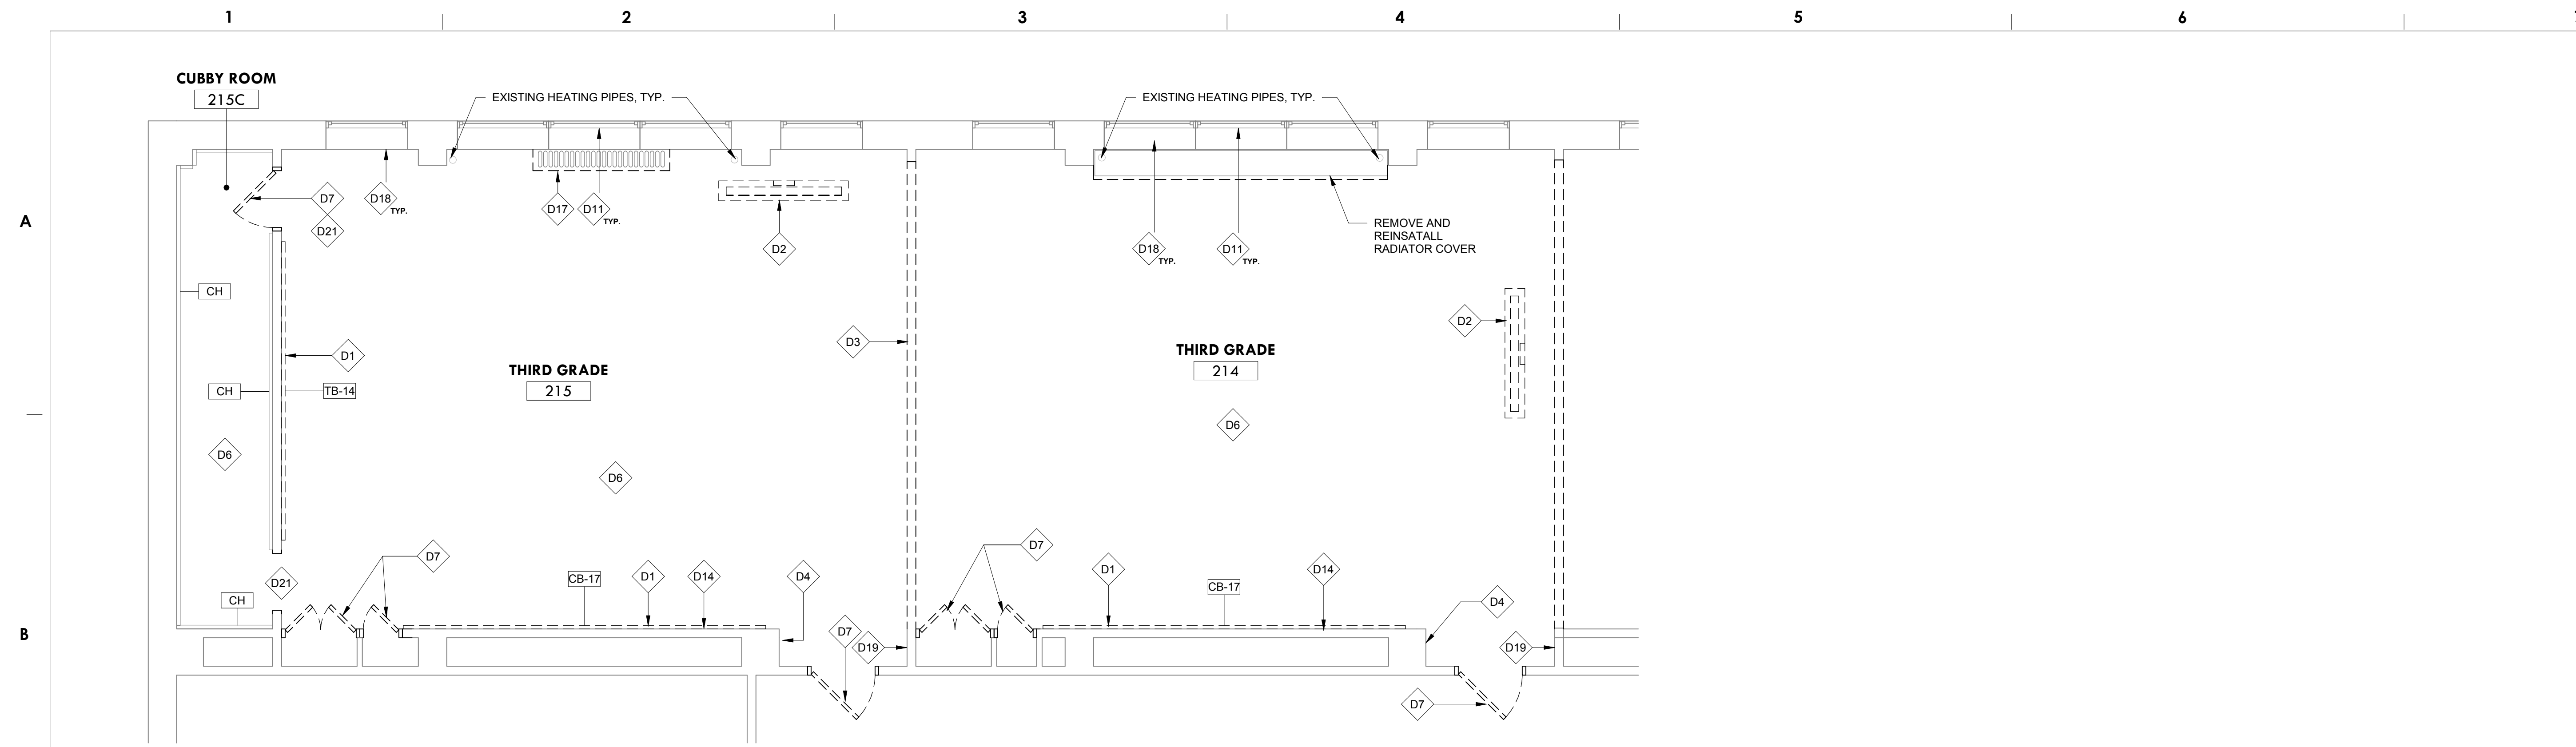 1
2
3
4
5
6
CUBBY ROOM
215C
EXISTING HEATING PIPES, TYP.
EXISTING HEATING PIPES, TYP.
A
D7
D21
D18
TYP.
D17
D11
TYP.
D2
D18
TYP.
D11
TYP.
REMOVE AND
REINSATALL
RADIATOR COVER
CH
D1
CH
TB-14
D3
D2
THIRD GRADE
215
THIRD GRADE
214
D6
D6
D6
D7
D7
D21
CH
CB-17
D1
D14
D4
D1
CB-17
D14
D4
B
D7
D19
D19
D7